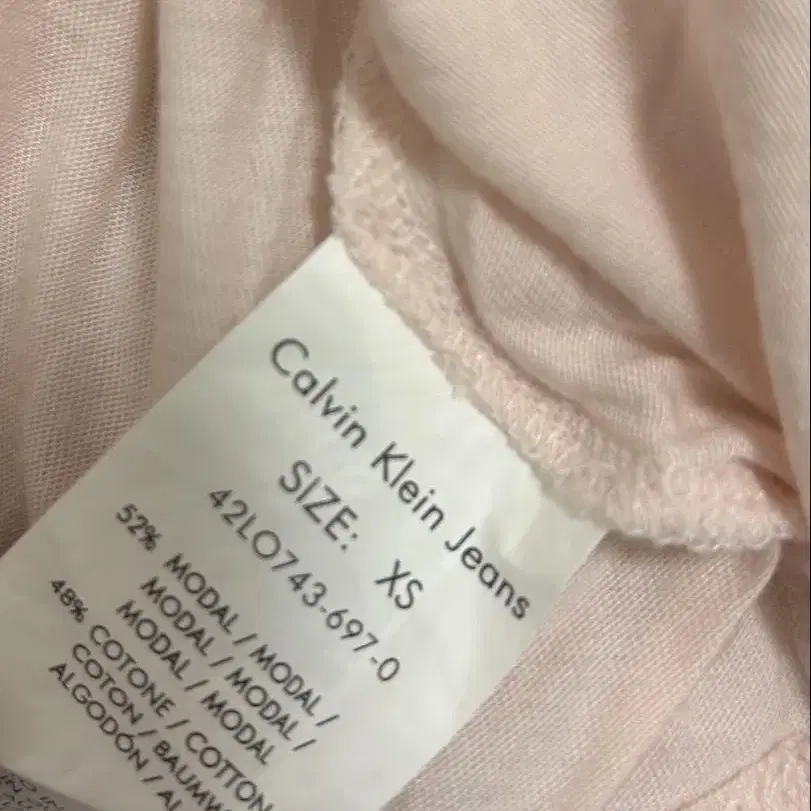 Calvin Klein Jeans
SIZE: XS
42LO743-697-0
52% MODAL / MODAL /
MODAL / MODAL /
MODAL / MODAL
48% COTONE / COTTON
COTON / BAUMW
ALGODÓN / AL